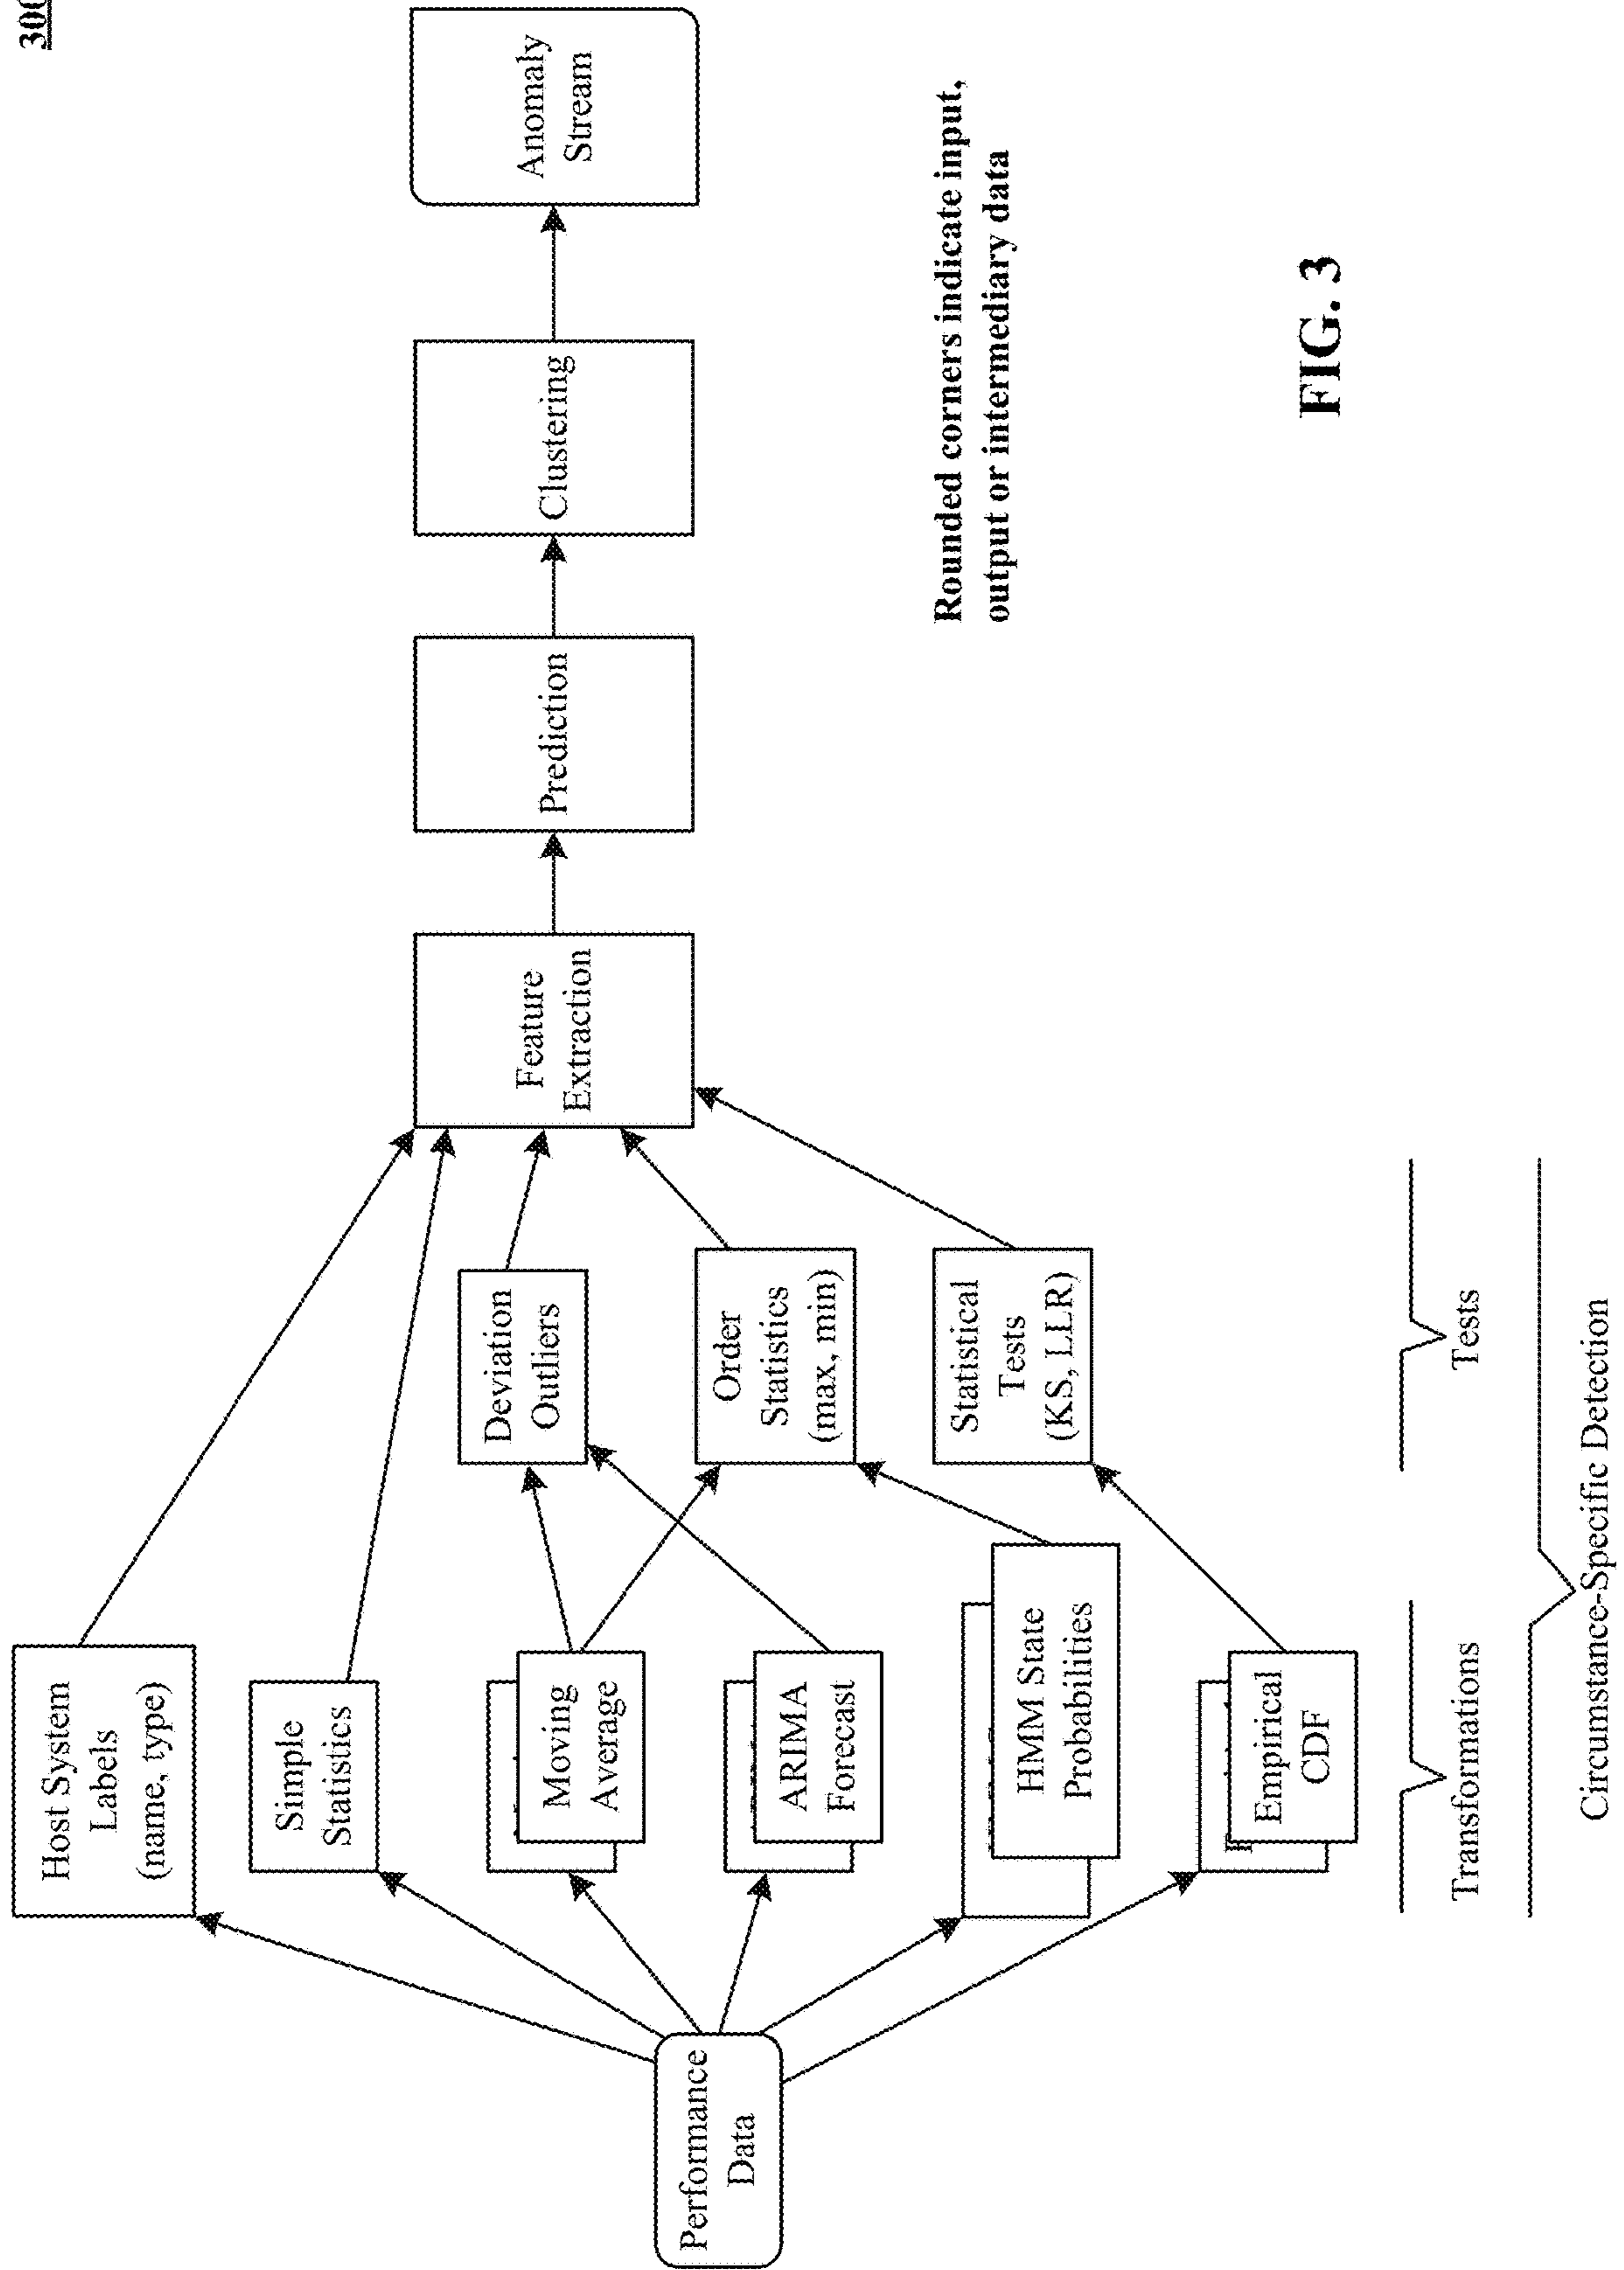 300
Performance
Data
Host System
Labels
(name, type)
Simple
Statistics
Moving
Average
ARIMA
Forecast
HMM State
Probabilities
Empirical
CDF
Deviation
Outliers
Order
Statistics
(max, min)
Statistical
Tests
(KS, LLR)
Feature
Extraction
Prediction
Clustering
Anomaly
Stream
Transformations
Tests
Circumstance-Specific Detection
Rounded corners indicate input,
output or intermediary data
FIG. 3